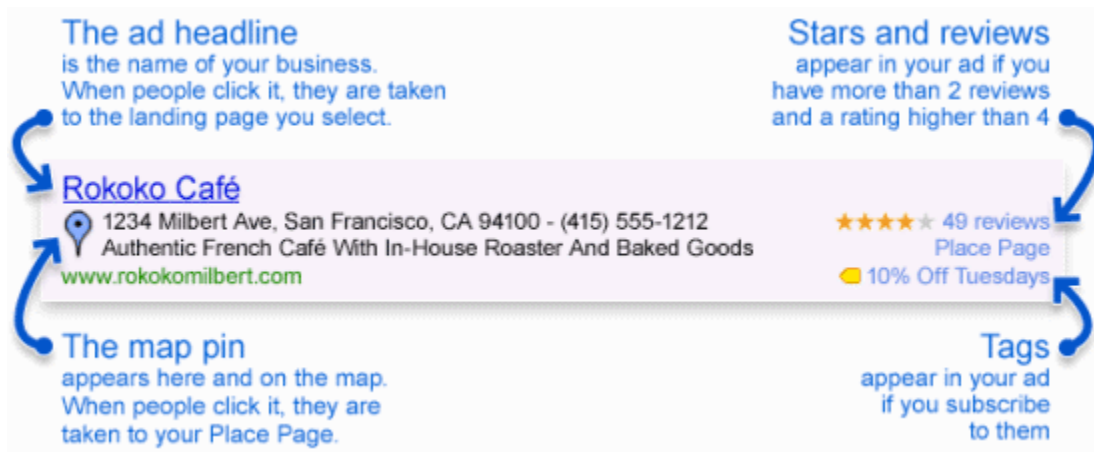 The ad headline
is the name of your business.
When people click it, they are taken
to the landing page you select.
Stars and reviews
appear in your ad if you
have more than 2 reviews
and a rating higher than 4
Rokoko Café
1234 Milbert Ave, San Francisco, CA 94100 - (415) 555-1212
Authentic French Café With In-House Roaster And Baked Goods
www.rokokomilbert.com
49 reviews
Place Page
10% Off Tuesdays
The map pin
appears here and on the map.
When people click it, they are
taken to your Place Page.
Tags
appear in your ad
if you subscribe
to them